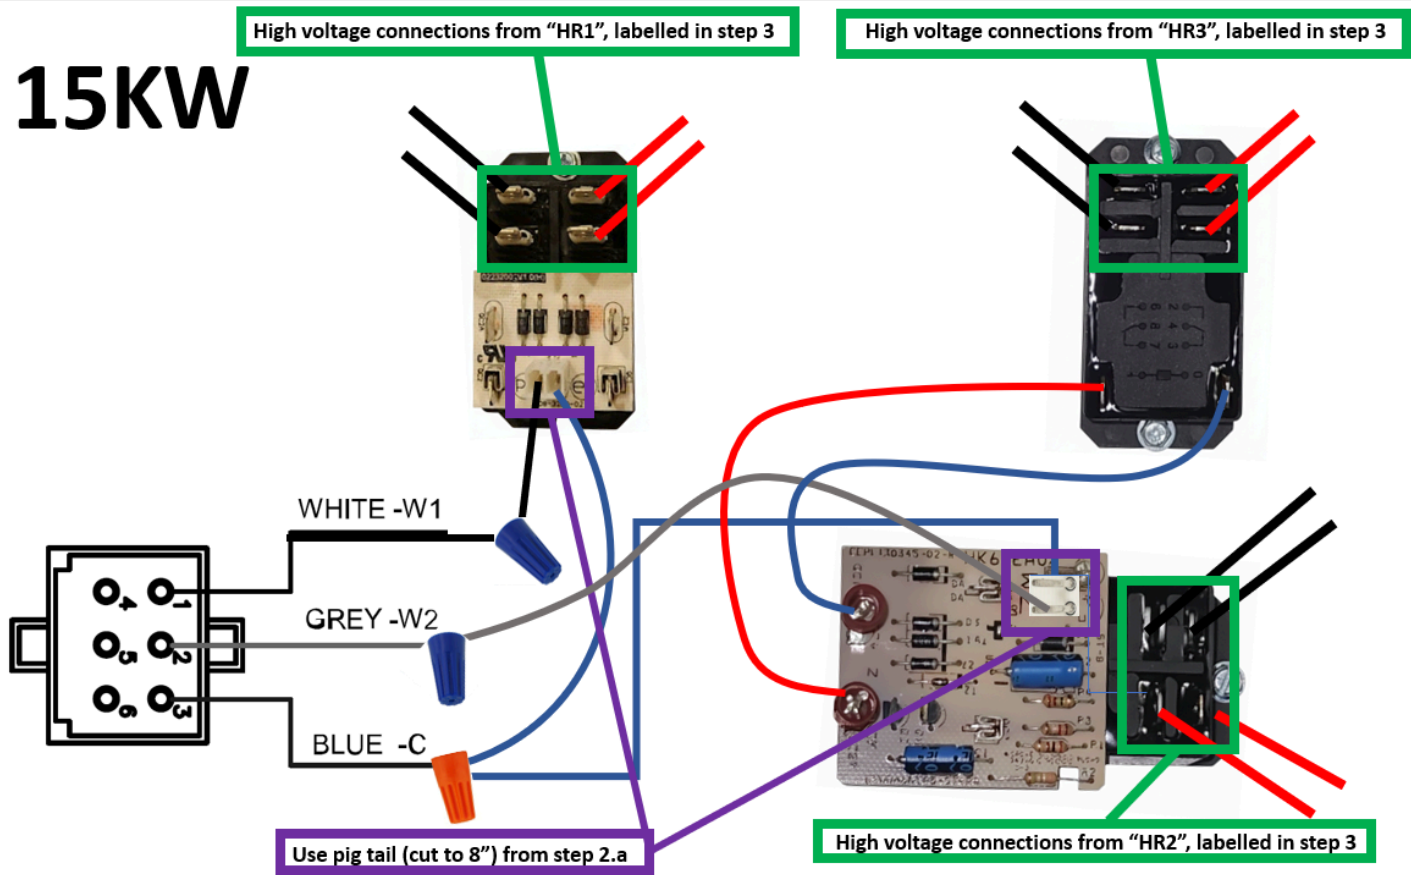 High voltage connections from “HR1”, labelled in step 3
High voltage connections from “HR3”, labelled in step 3
15KW
WHITE -W1
GREY -W2
BLUE -C
4
1
5
2
6
3
Use pig tail (cut to 8”) from step 2.a
High voltage connections from “HR2”, labelled in step 3